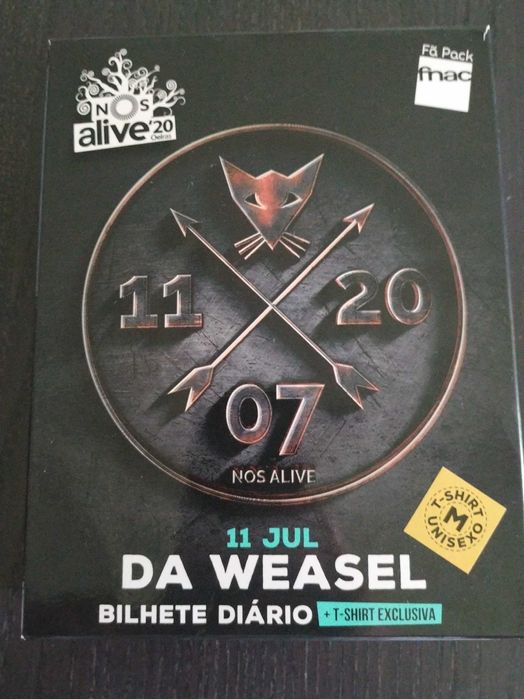 NOS
alive'20
Oeiras
Fã Pack
fnac
11 20
07
NOS ALIVE
T-SHIRT
M
UNISEXO
11 JUL
DA WEASEL
BILHETE DIÁRIO + T-SHIRT EXCLUSIVA